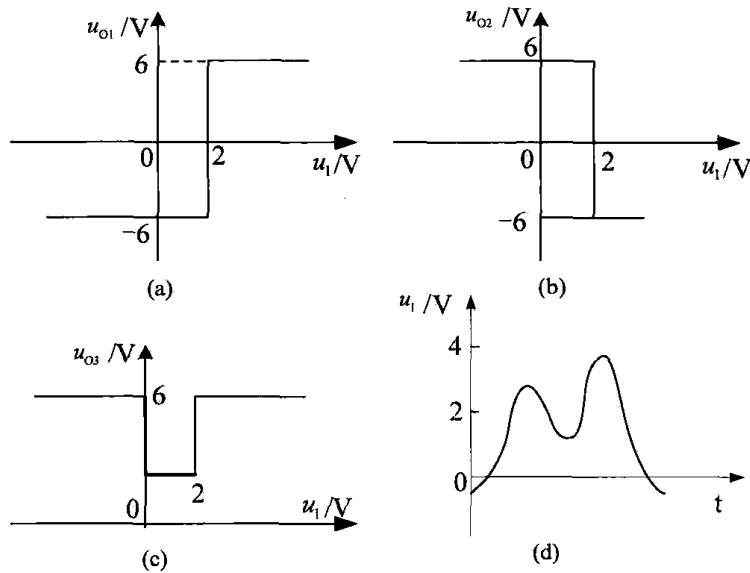 u_O1 /V
6
0
2
u_I/V
−6
(a)
u_O2 /V
6
0
2
u_I/V
−6
(b)
u_O3 /V
6
0
2
u_I/V
(c)
u_I /V
4
2
0
t
(d)